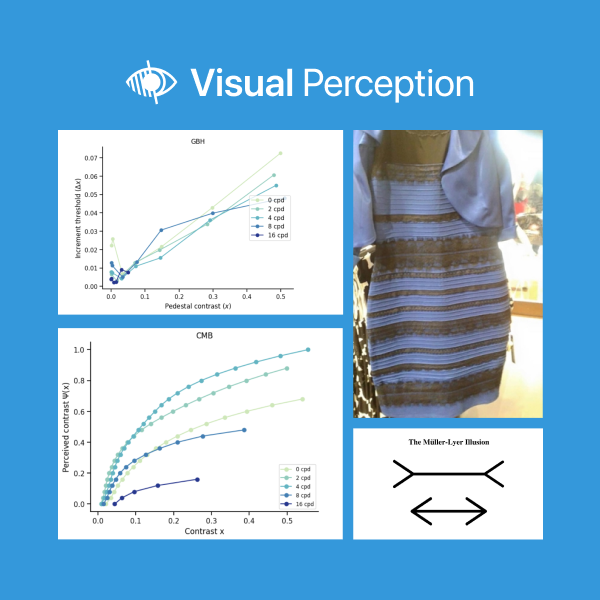 Visual Perception
GBH
Increment threshold (Δx)
0.07
0.06
0.05
0.04
0.03
0.02
0.01
0.00
0 cpd
2 cpd
4 cpd
8 cpd
16 cpd
0.0 0.1 0.2 0.3 0.4 0.5
Pedestal contrast (x)
CMB
Perceived contrast Ψ(x)
1.0
0.8
0.6
0.4
0.2
0.0
0 cpd
2 cpd
4 cpd
8 cpd
16 cpd
0.0 0.1 0.2 0.3 0.4 0.5
Contrast x
The Müller-Lyer Illusion